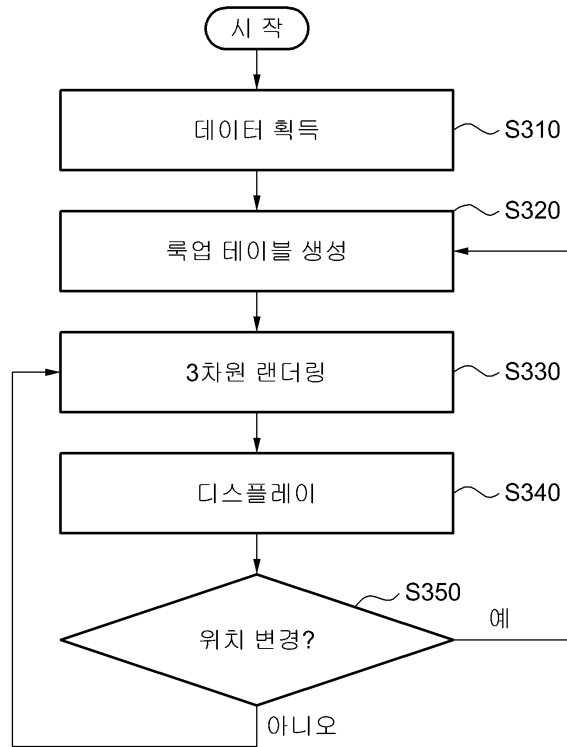 시 작
데이터 획득
S310
S320
룩업 테이블 생성
3차원 랜더링
S330
디스플레이
S340
S350
위치 변경?
예
아니오